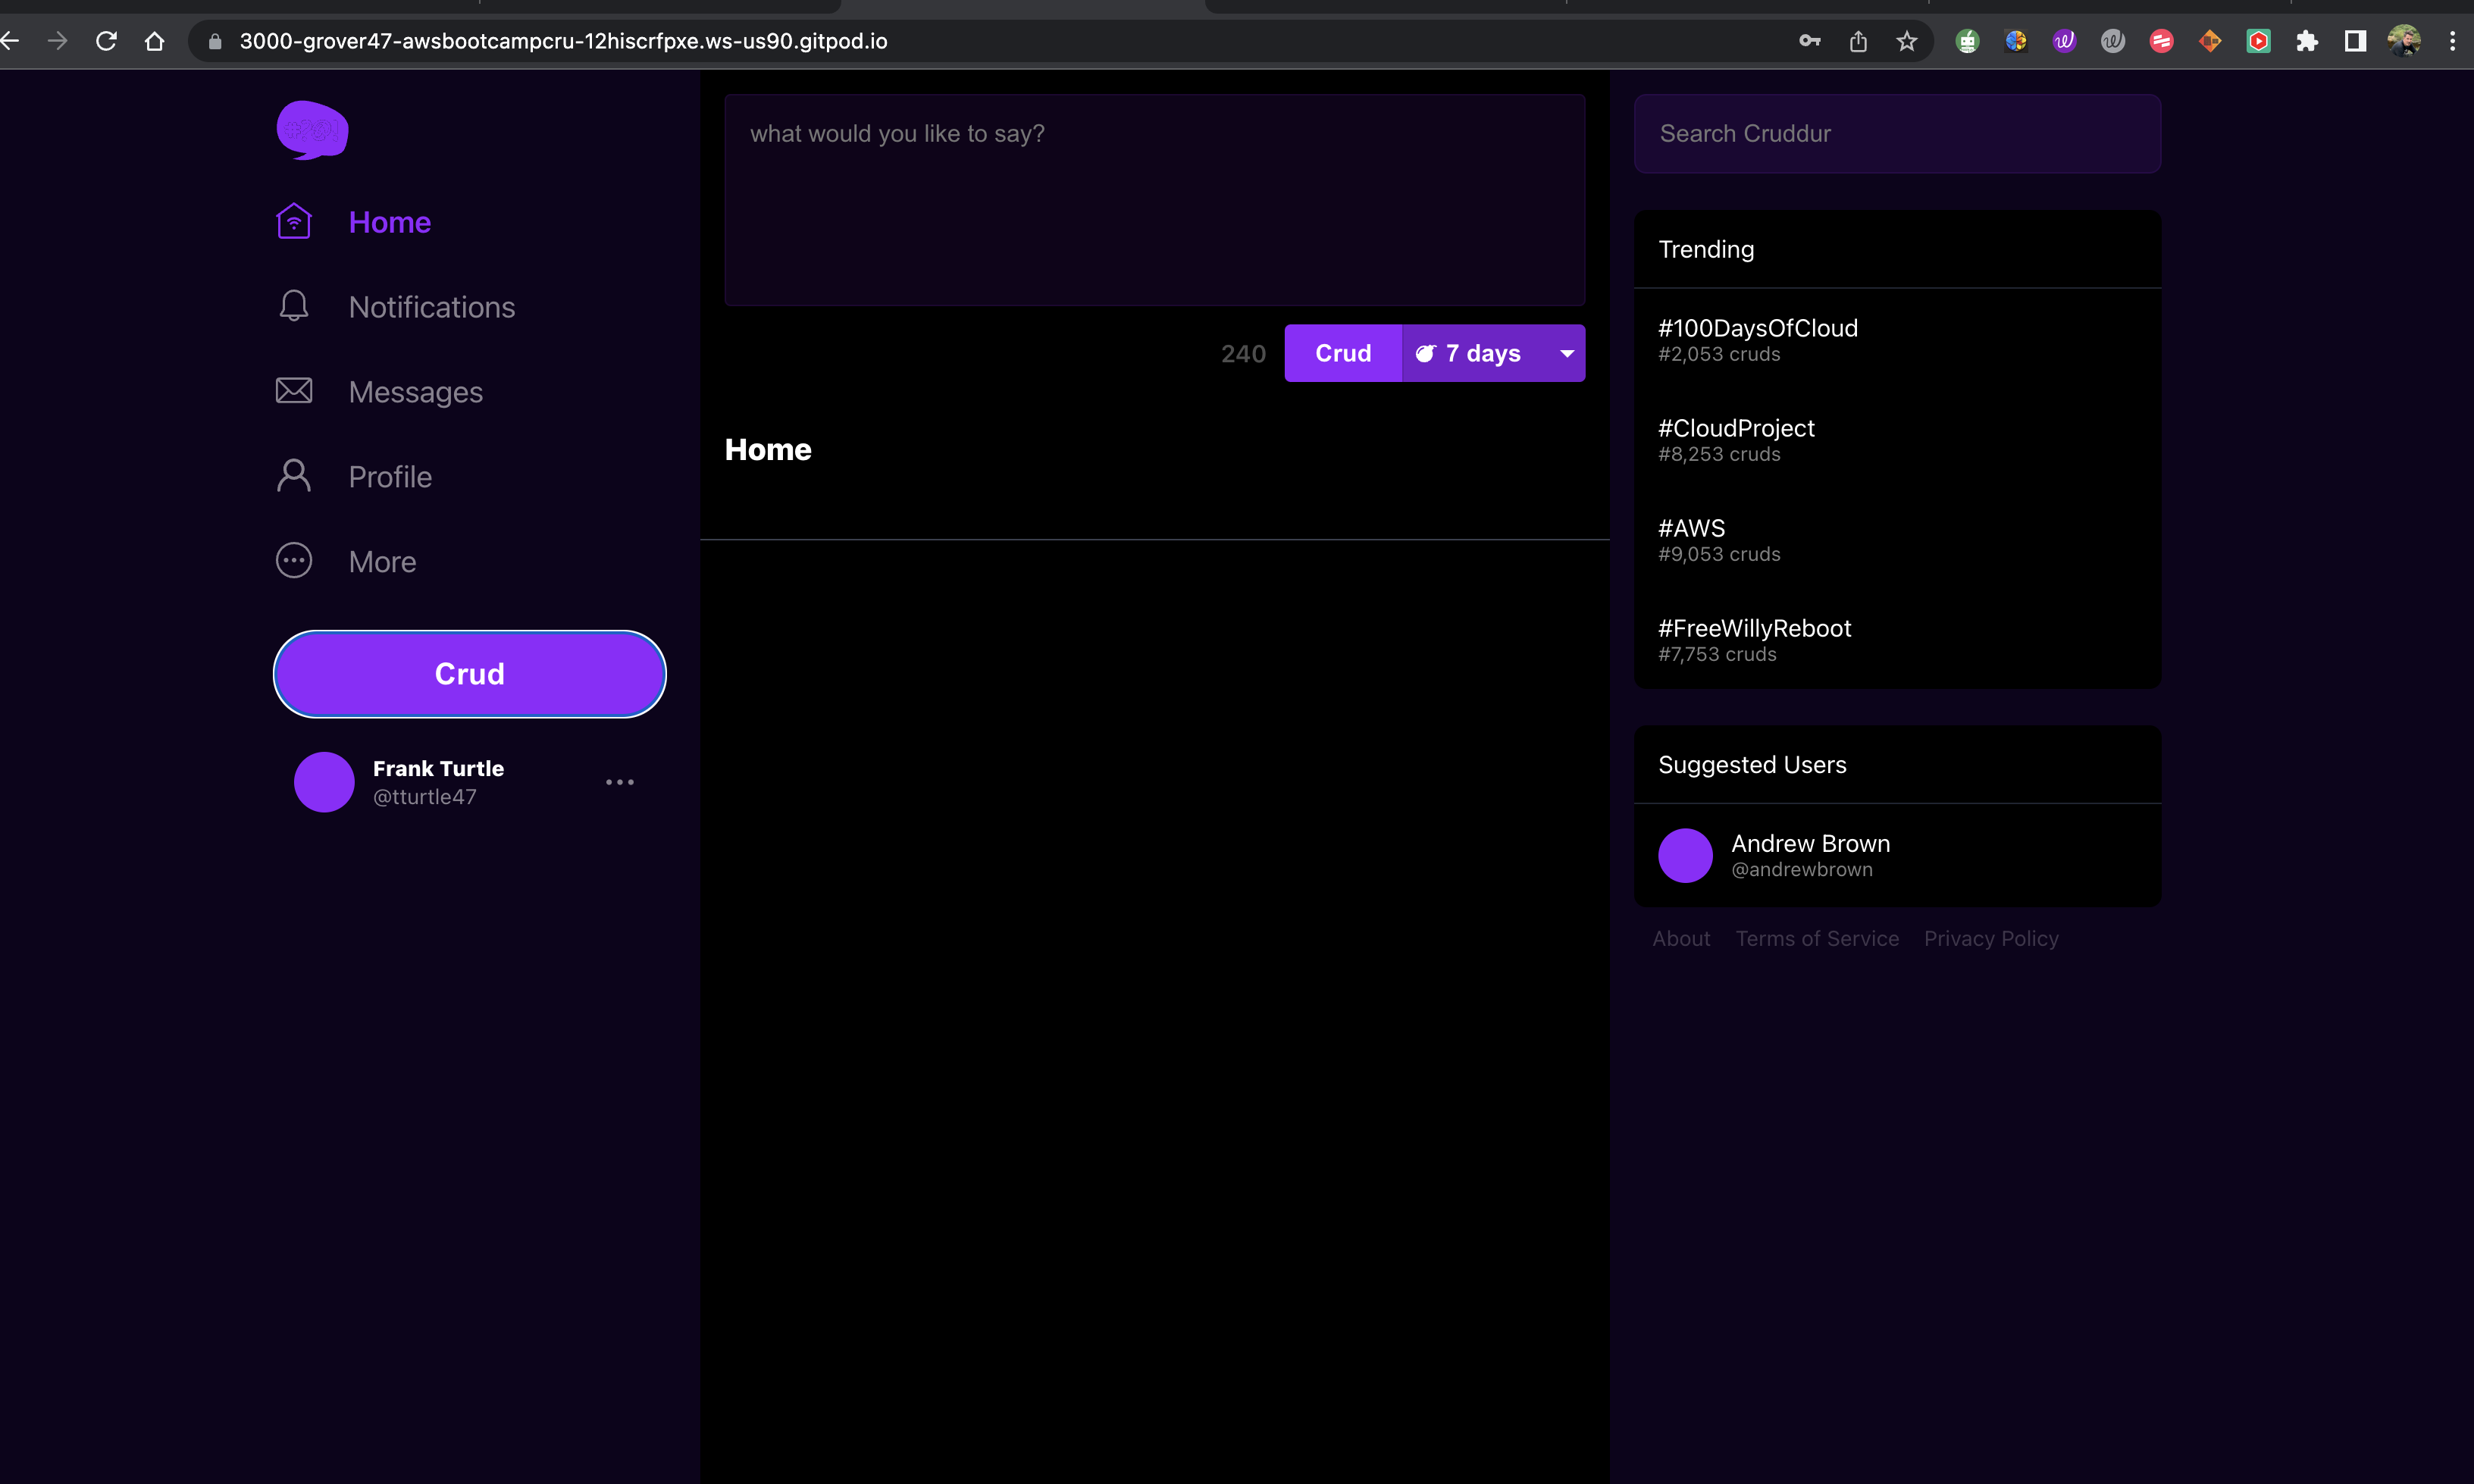 3000-grover47-awsbootcampcru-12hiscrfpxe.ws-us90.gitpod.io
#?@!
Home
Notifications
Messages
Profile
More
Crud
Frank Turtle
@tturtle47
what would you like to say?
240
Crud
7 days
Home
Search Cruddur
Trending
#100DaysOfCloud
#2,053 cruds
#CloudProject
#8,253 cruds
#AWS
#9,053 cruds
#FreeWillyReboot
#7,753 cruds
Suggested Users
Andrew Brown
@andrewbrown
About Terms of Service Privacy Policy